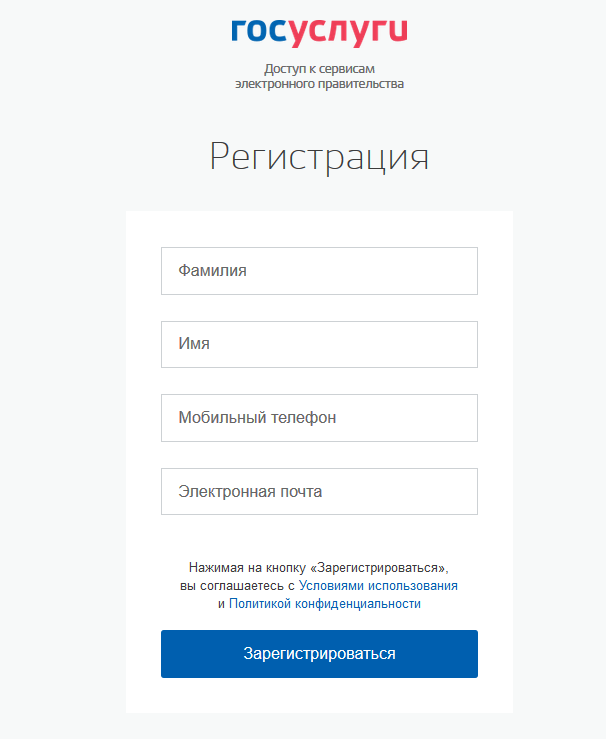 госуслуги
Доступ к сервисам
электронного правительства
Регистрация
Фамилия
Имя
Мобильный телефон
Электронная почта
Нажимая на кнопку «Зарегистрироваться»,
вы соглашаетесь с Условиями использования
и Политикой конфиденциальности
Зарегистрироваться